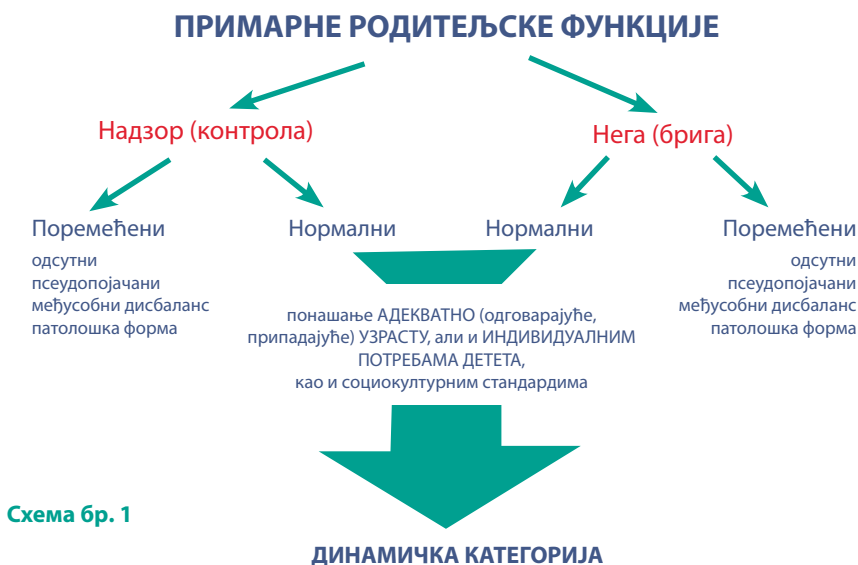 ПРИМАРНЕ РОДИТЕЉСКЕ ФУНКЦИЈЕ
Надзор (контрола)
Нега (брига)
Поремећени
Нормални
Нормални
Поремећени
одсутни
псеудопојачани
међусобни дисбаланс
патолошка форма
одсутни
псеудопојачани
међусобни дисбаланс
патолошка форма
понашање АДЕКВАТНО (одговарајуће,
припадајуће) УЗРАСТУ, али и ИНДИВИДУАЛНИМ
ПОТРЕБАМА ДЕТЕТА,
као и социокултурним стандардима
Схема бр. 1
ДИНАМИЧКА КАТЕГОРИЈА